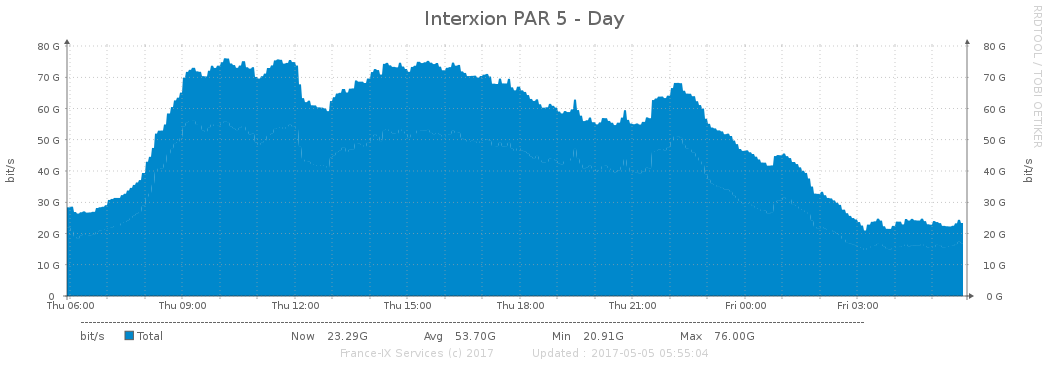 Interxion PAR 5 - Day
RRDTOOL / TOBI OETIKER
bit/s
bit/s
80 G 80 G
70 G 70 G
60 G 60 G
50 G 50 G
40 G 40 G
30 G 30 G
20 G 20 G
10 G 10 G
0 0 G
Thu 06:00 Thu 09:00 Thu 12:00 Thu 15:00 Thu 18:00 Thu 21:00 Fri 00:00 Fri 03:00
bit/s Total Now 23.29G Avg 53.70G Min 20.91G Max 76.00G
France-IX Services (c) 2017 Updated : 2017-05-05 05:55:04